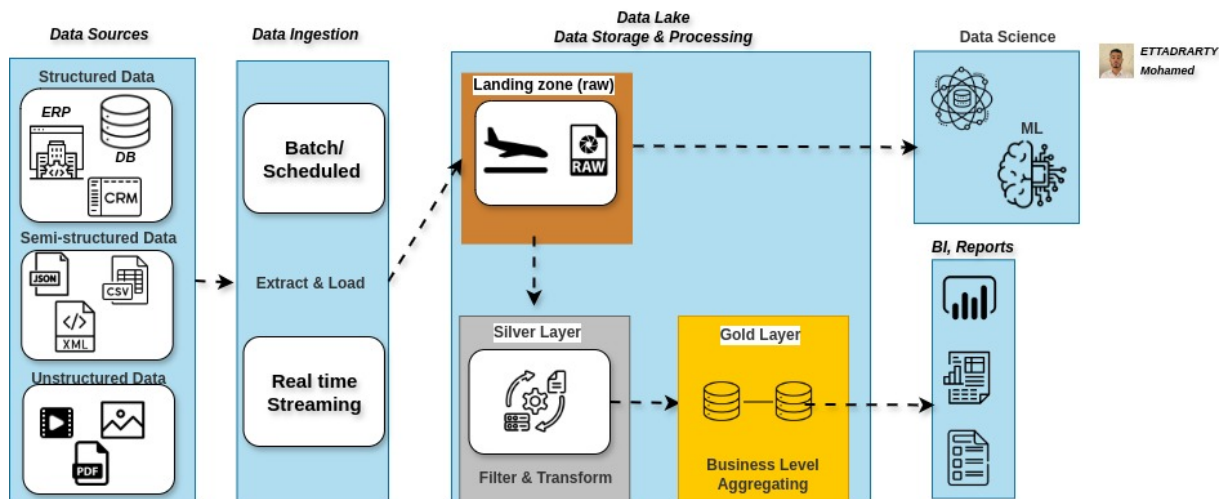 Data Sources
Structured Data
ERP
DB
CRM
Semi-structured Data
JSON
CSV
</>
XML
Unstructured Data
PDF
Data Ingestion
Batch/
Scheduled
Extract & Load
Real time
Streaming
Data Lake
Data Storage & Processing
Landing zone (raw)
RAW
Silver Layer
Filter & Transform
Gold Layer
Business Level
Aggregating
Data Science
ML
BI, Reports
ETTADRARTY
Mohamed